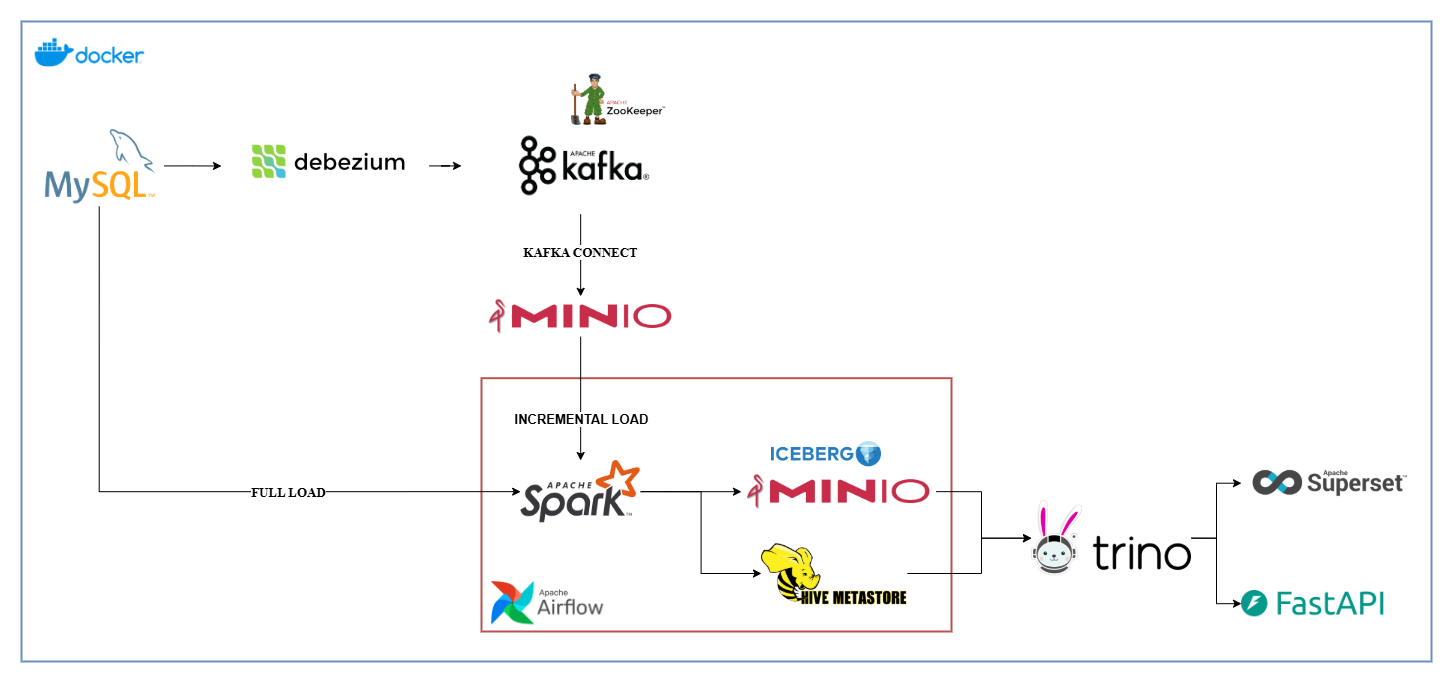 docker
APACHE
ZooKeeper™
MySQL™
debezium
APACHE
kafka®
KAFKA CONNECT
MINIO
INCREMENTAL LOAD
ICEBERG
FULL LOAD
APACHE
Spark™
MINIO
Apache
Superset™
trino
HIVE METASTORE
Apache
Airflow
FastAPI